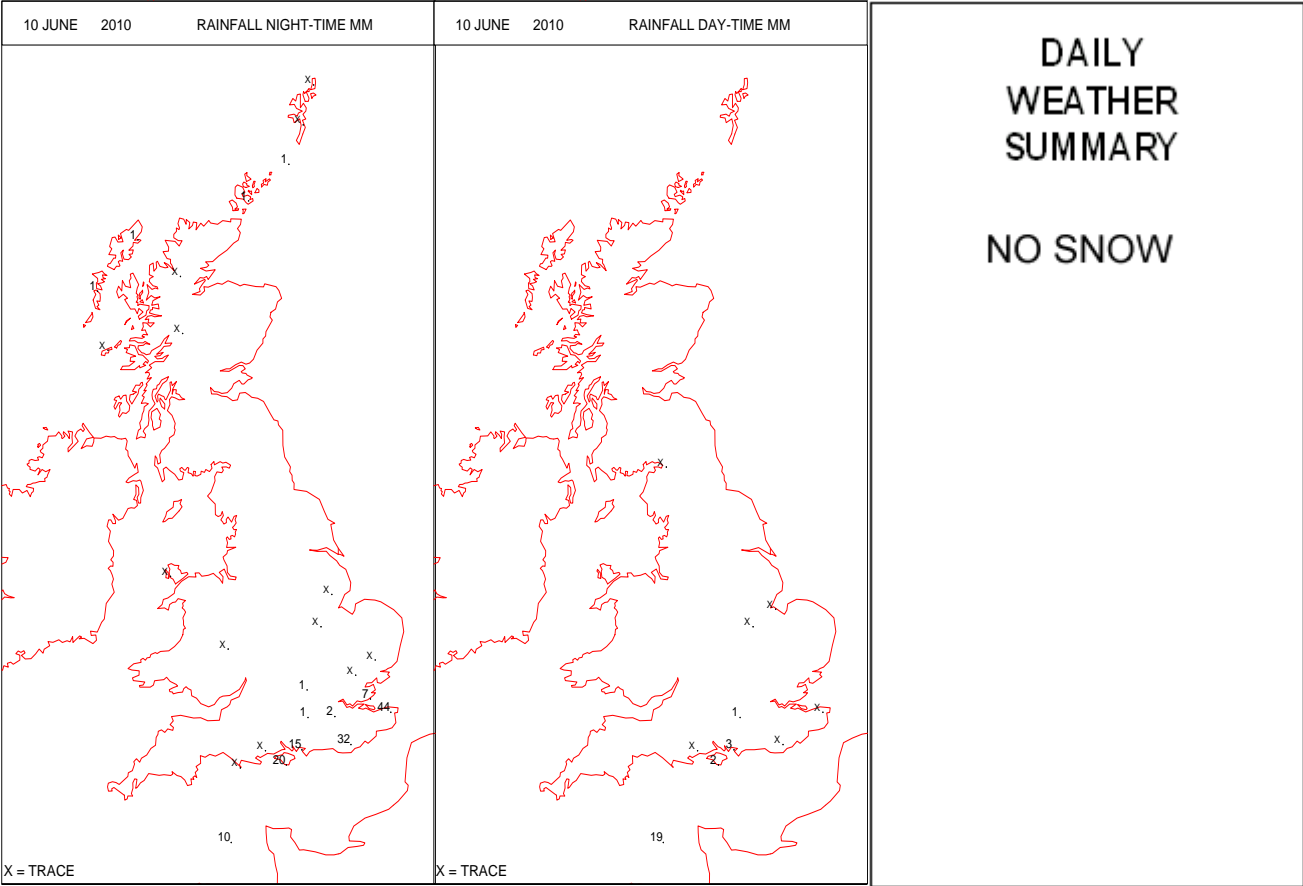 10 JUNE 2010 RAINFALL NIGHT-TIME MM
X
X
1
1
1
X
1
X
X
X
X
X
X
X
X
1
7
44
1
2
15
32
X
X
20
10
X = TRACE
10 JUNE 2010 RAINFALL DAY-TIME MM
X
X
X
1
X
X
3
X
2
19
X = TRACE
DAILY
WEATHER
SUMMARY
NO SNOW